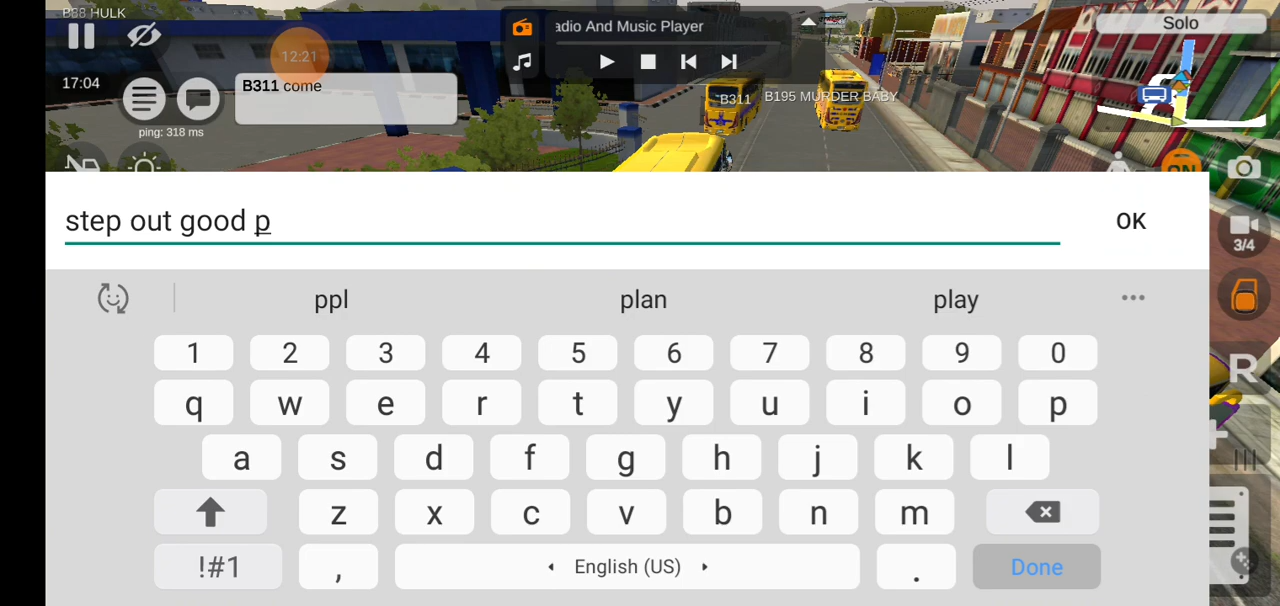 B88 HULK
12:21
adio And Music Player
Solo
17:04
B311 come
ping: 318 ms
B311
B195 MURDER BABY
ON
step out good p
OK
3/4
ppl
plan
play
1 2 3 4 5 6 7 8 9 0
q w e r t y u i o p
R
a s d f g h j k l
z x c v b n m
!#1
,
English (US)
.
Done